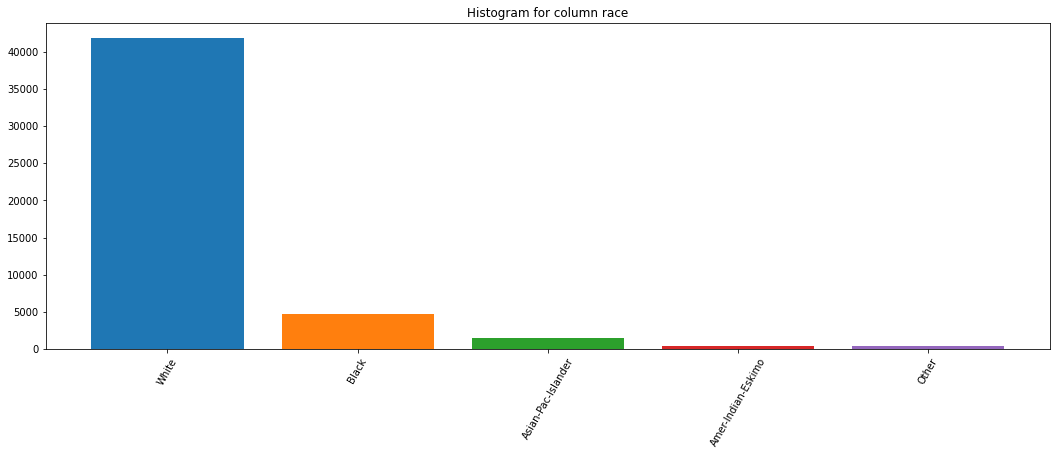 Histogram for column race
40000
35000
30000
25000
20000
15000
10000
5000
0
White
Black
Asian-Pac-Islander
Amer-Indian-Eskimo
Other